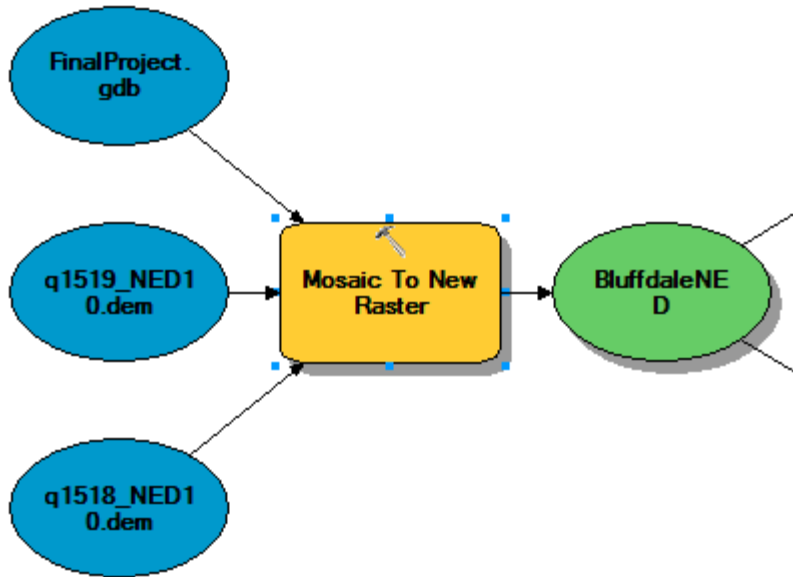 FinalProject.
gdb
q1519_NED1
0.dem
Mosaic To New
Raster
BluffdaleNE
D
q1518_NED1
0.dem